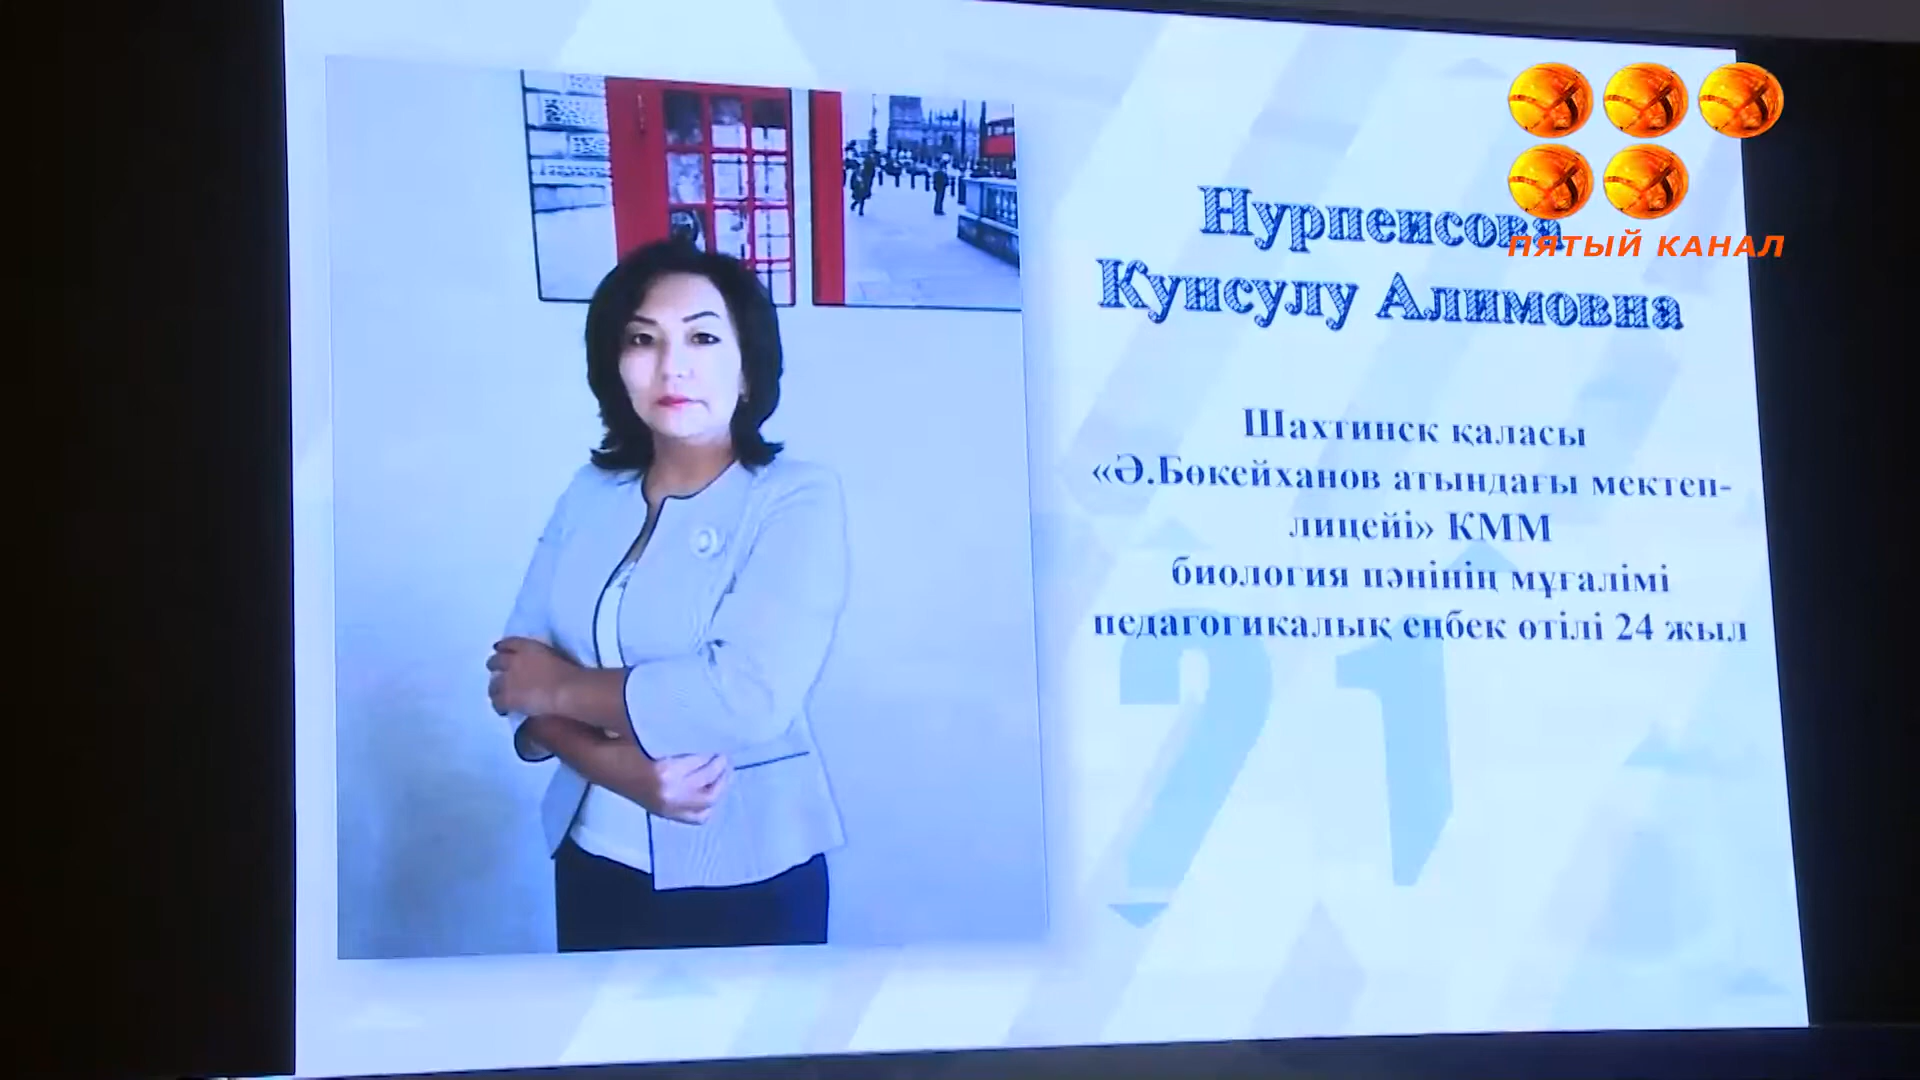 Нурпеисова
Кунсулу Алимовна
ПЯТЫЙ КАНАЛ
Шахтинск қаласы
«Ә.Бөкейханов атындағы мектеп-
лицейі» КММ
биология пәнінің мұғалімі
педагогикалық еңбек өтілі 24 жыл
21